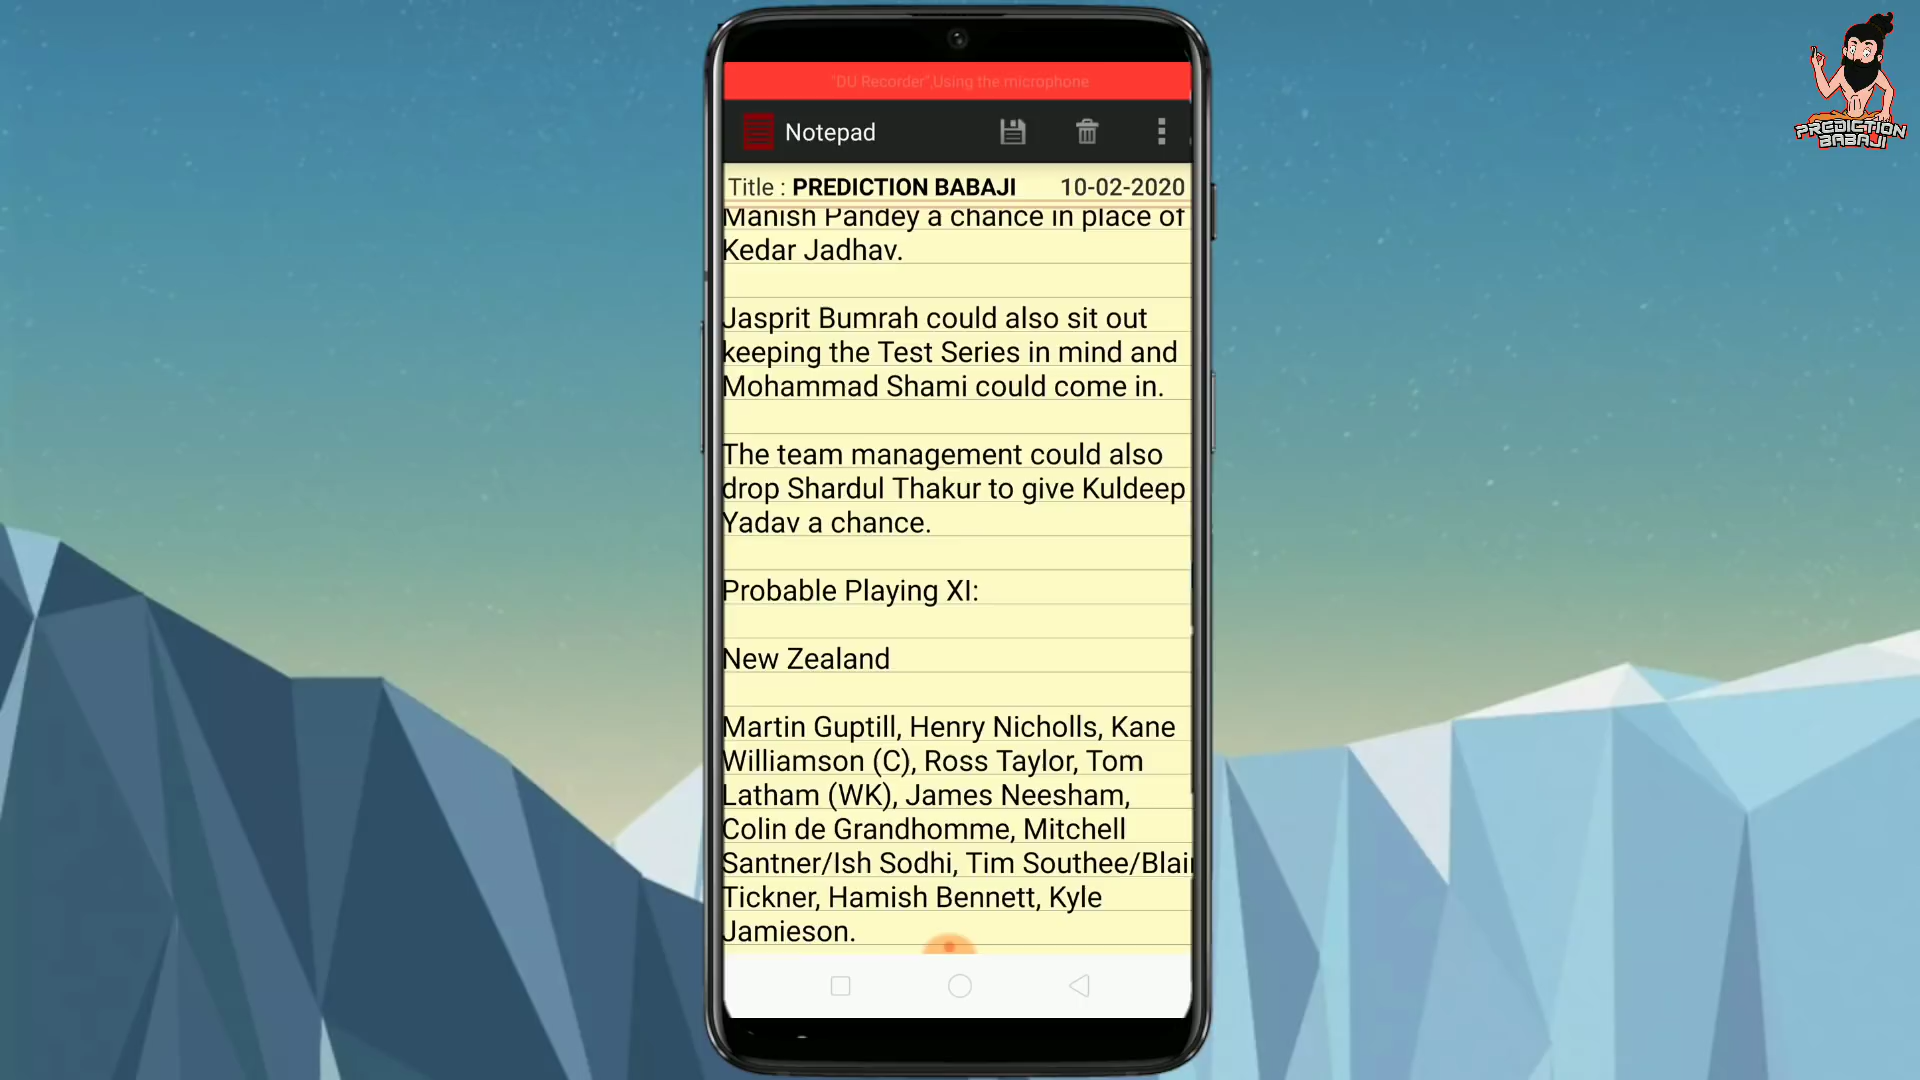 "DU Recorder",Using the microphone
Notepad
Title : PREDICTION BABAJI 10-02-2020
Manish Pandey a chance in place of
Kedar Jadhav.
Jasprit Bumrah could also sit out
keeping the Test Series in mind and
Mohammad Shami could come in.
The team management could also
drop Shardul Thakur to give Kuldeep
Yadav a chance.
Probable Playing XI:
New Zealand
Martin Guptill, Henry Nicholls, Kane
Williamson (C), Ross Taylor, Tom
Latham (WK), James Neesham,
Colin de Grandhomme, Mitchell
Santner/Ish Sodhi, Tim Southee/Blair
Tickner, Hamish Bennett, Kyle
Jamieson.
PREDICTION
BABAJI